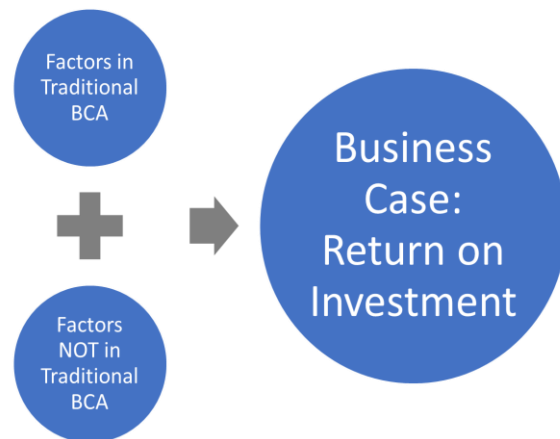 Factors in
Traditional
BCA
Factors
NOT in
Traditional
BCA
Business
Case:
Return on
Investment